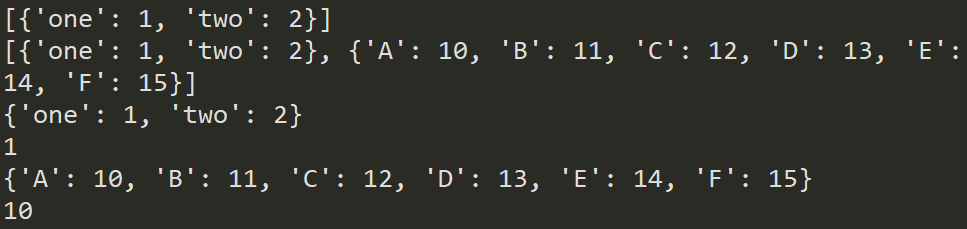 [{'one': 1, 'two': 2}]
[{'one': 1, 'two': 2}, {'A': 10, 'B': 11, 'C': 12, 'D': 13, 'E':
14, 'F': 15}]
{'one': 1, 'two': 2}
1
{'A': 10, 'B': 11, 'C': 12, 'D': 13, 'E': 14, 'F': 15}
10